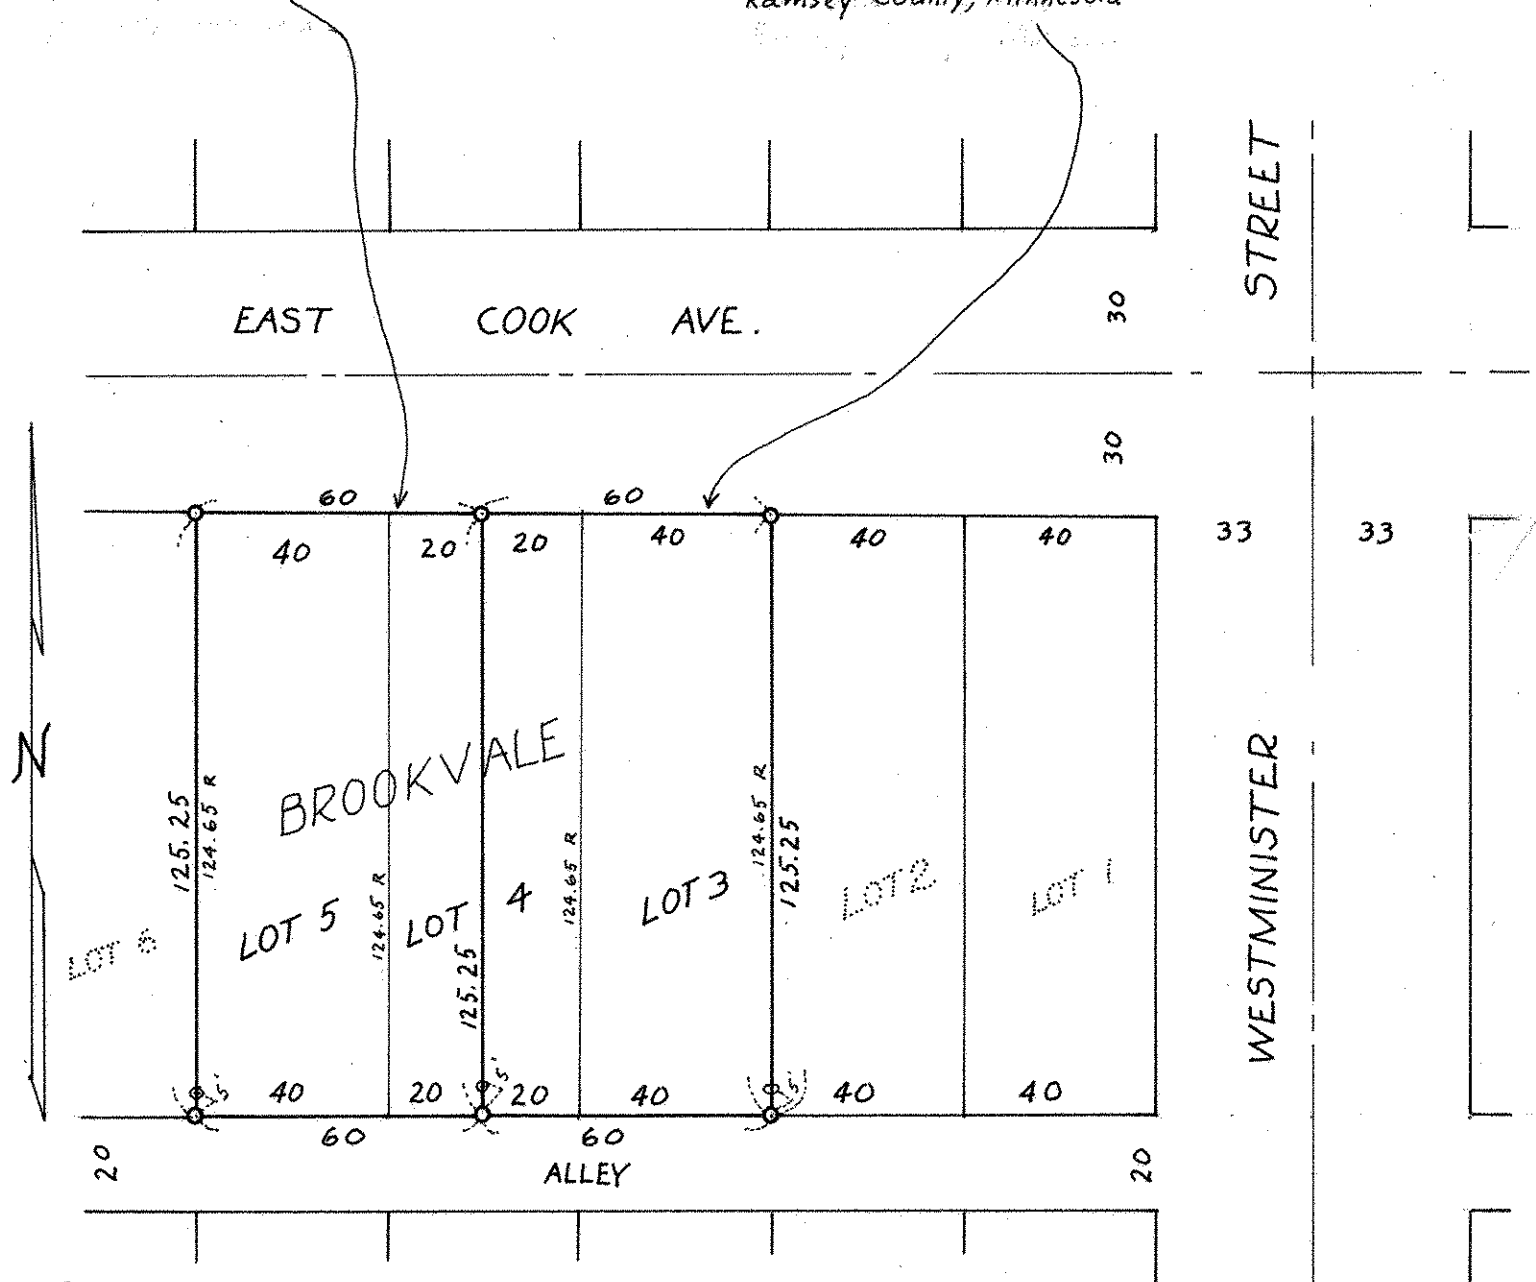 Ramsey County, Minnesota
STREET
30
EAST COOK AVE.
30
60 60
40 20 20 40 40 40 33 33
N
BROOKVALE
WESTMINISTER
125.25
124.65 R
124.65 R
125.25
124.65 R
124.65 R
125.25
LOT 6 LOT 5 LOT 4 LOT 3 LOT 2 LOT 1
5' 40 20 5' 20 40 5' 40 40
60 60
20 ALLEY 20